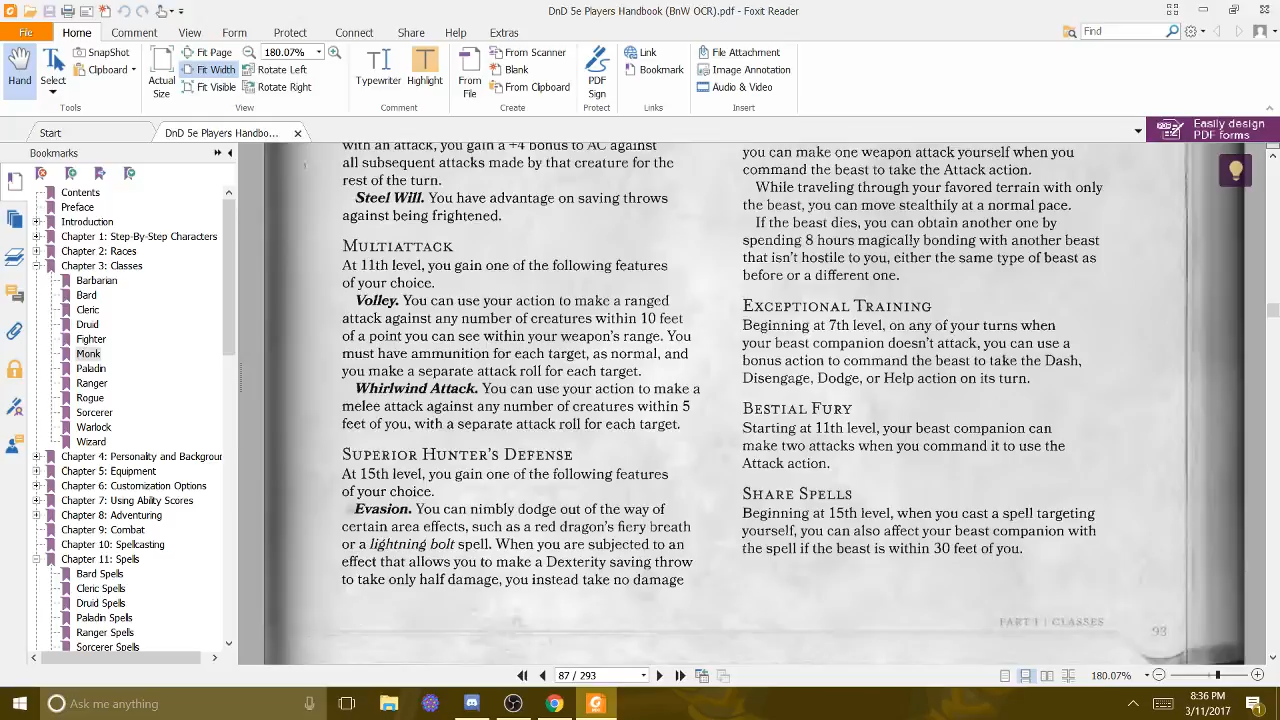 DnD 5e Players Handbook (BnW OCR).pdf - Foxit Reader
File
Home
Comment
View
Form
Protect
Connect
Share
Help
Extras
Find
Hand
Select
SnapShot
Clipboard
Tools
Actual
Size
Fit Page
Fit Width
Fit Visible
180.07%
Rotate Left
Rotate Right
View
Typewriter
Highlight
Comment
From
File
From Scanner
Blank
From Clipboard
Create
PDF
Sign
Protect
Link
Bookmark
Links
File Attachment
Image Annotation
Audio & Video
Insert
Start
DnD 5e Players Handbo...
Easily design
PDF forms
Bookmarks
Contents
Preface
Introduction
Chapter 1: Step-By-Step Characters
Chapter 2: Races
Chapter 3: Classes
Barbarian
Bard
Cleric
Druid
Fighter
Monk
Paladin
Ranger
Rogue
Sorcerer
Warlock
Wizard
Chapter 4: Personality and Backgrour
Chapter 5: Equipment
Chapter 6: Customization Options
Chapter 7: Using Abilty Scores
Chapter 8: Adventuring
Chapter 9: Combat
Chapter 10: Spellcasting
Chapter 11: Spells
Bard Spells
Cleric Spells
Druid Spells
Paladin Spells
Ranger Spells
Sorcerer Spells
with an attack, you gain a +4 bonus to AC against
all subsequent attacks made by that creature for the
rest of the turn.
Steel Will. You have advantage on saving throws
against being frightened.
MULTIATTACK
At 11th level, you gain one of the following features
of your choice.
Volley. You can use your action to make a ranged
attack against any number of creatures within 10 feet
of a point you can see within your weapon's range. You
must have ammunition for each target, as normal, and
you make a separate attack roll for each target.
Whirlwind Attack. You can use your action to make a
melee attack against any number of creatures within 5
feet of you, with a separate attack roll for each target.
SUPERIOR HUNTER'S DEFENSE
At 15th level, you gain one of the following features
of your choice.
Evasion. You can nimbly dodge out of the way of
certain area effects, such as a red dragon's fiery breath
or a lightning bolt spell. When you are subjected to an
effect that allows you to make a Dexterity saving throw
to take only half damage, you instead take no damage
you can make one weapon attack yourself when you
command the beast to take the Attack action.
While traveling through your favored terrain with only
the beast, you can move stealthily at a normal pace.
If the beast dies, you can obtain another one by
spending 8 hours magically bonding with another beast
that isn't hostile to you, either the same type of beast as
before or a different one.
EXCEPTIONAL TRAINING
Beginning at 7th level, on any of your turns when
your beast companion doesn't attack, you can use a
bonus action to command the beast to take the Dash,
Disengage, Dodge, or Help action on its turn.
BESTIAL FURY
Starting at 11th level, your beast companion can
make two attacks when you command it to use the
Attack action.
SHARE SPELLS
Beginning at 15th level, when you cast a spell targeting
yourself, you can also affect your beast companion with
the spell if the beast is within 30 feet of you.
PART 1 | CLASSES
93
87 / 293
180.07%
Ask me anything
8:36 PM
3/11/2017